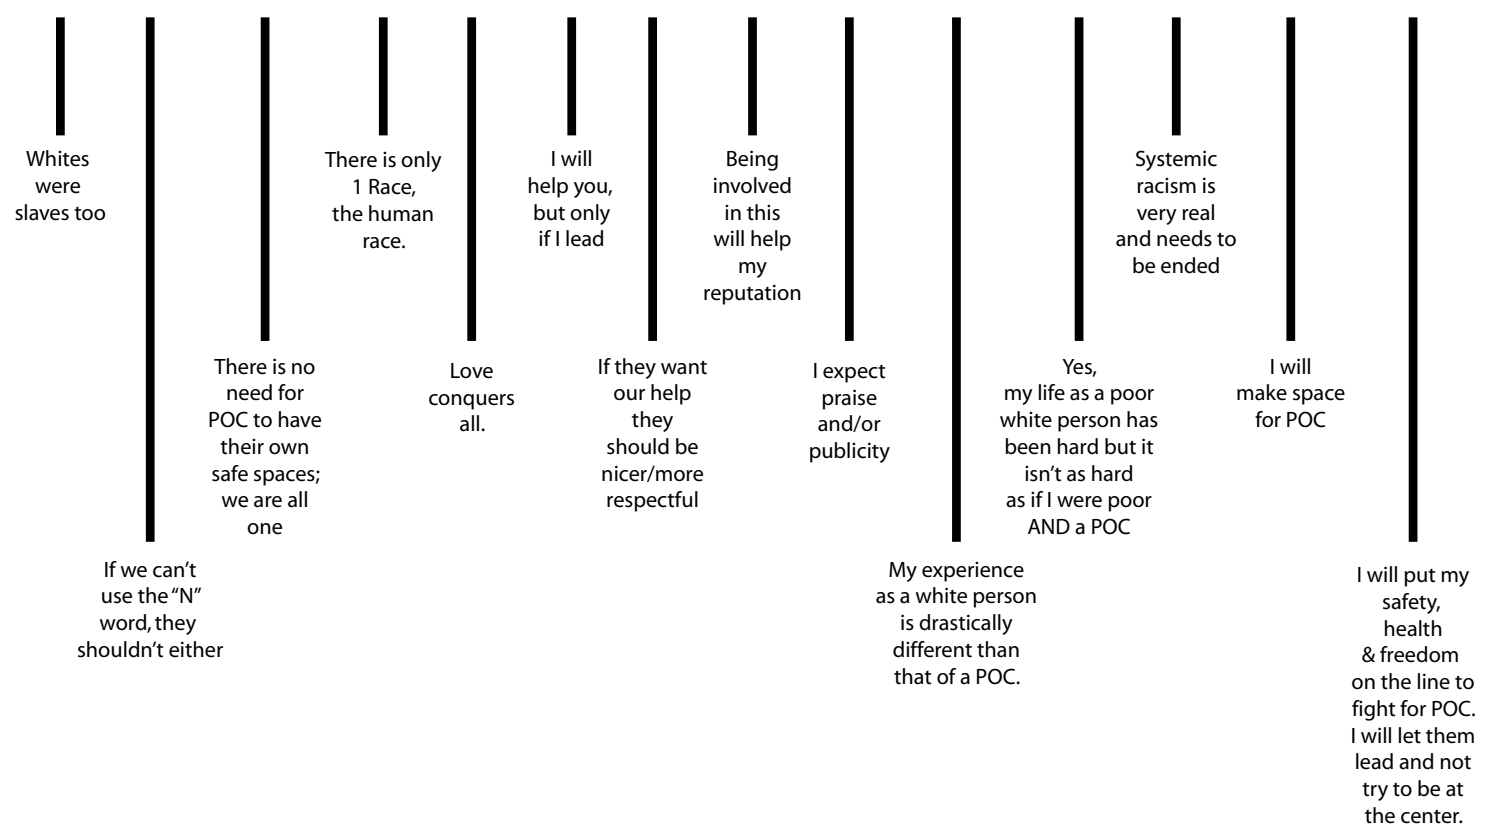 Whites
were
slaves too
If we can't
use the "N"
word, they
shouldn't either
There is no
need for
POC to have
their own
safe spaces;
we are all
one
There is only
1 Race,
the human
race.
Love
conquers
all.
I will
help you,
but only
if I lead
If they want
our help
they
should be
nicer/more
respectful
Being
involved
in this
will help
my
reputation
I expect
praise
and/or
publicity
My experience
as a white person
is drastically
different than
that of a POC.
Yes,
my life as a poor
white person has
been hard but it
isn't as hard
as if I were poor
AND a POC
Systemic
racism is
very real
and needs to
be ended
I will
make space
for POC
I will put my
safety,
health
& freedom
on the line to
fight for POC.
I will let them
lead and not
try to be at
the center.